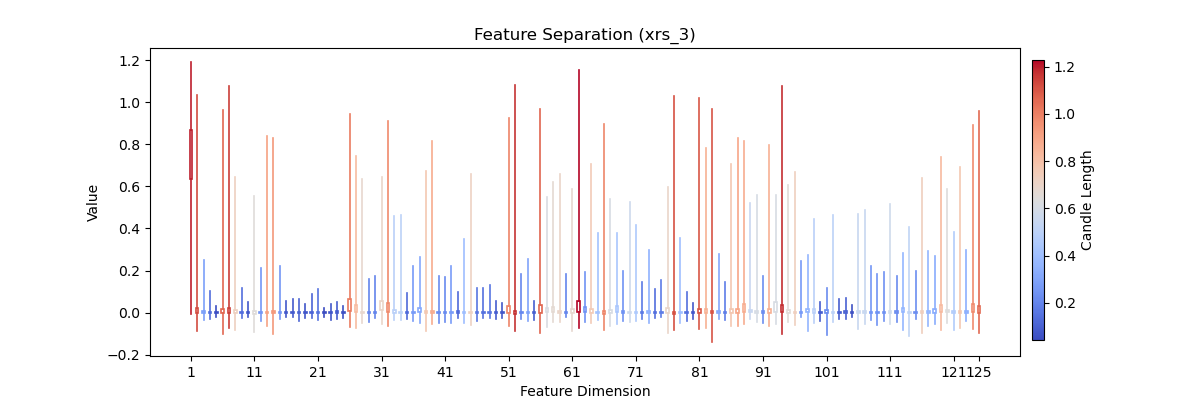 Feature Separation (xrs_3)
1.2
1.0
0.8
0.6
0.4
0.2
0.0
−0.2
Value
1 11 21 31 41 51 61 71 81 91 101 111 121125
Feature Dimension
1.2
1.0
0.8
0.6
0.4
0.2
Candle Length